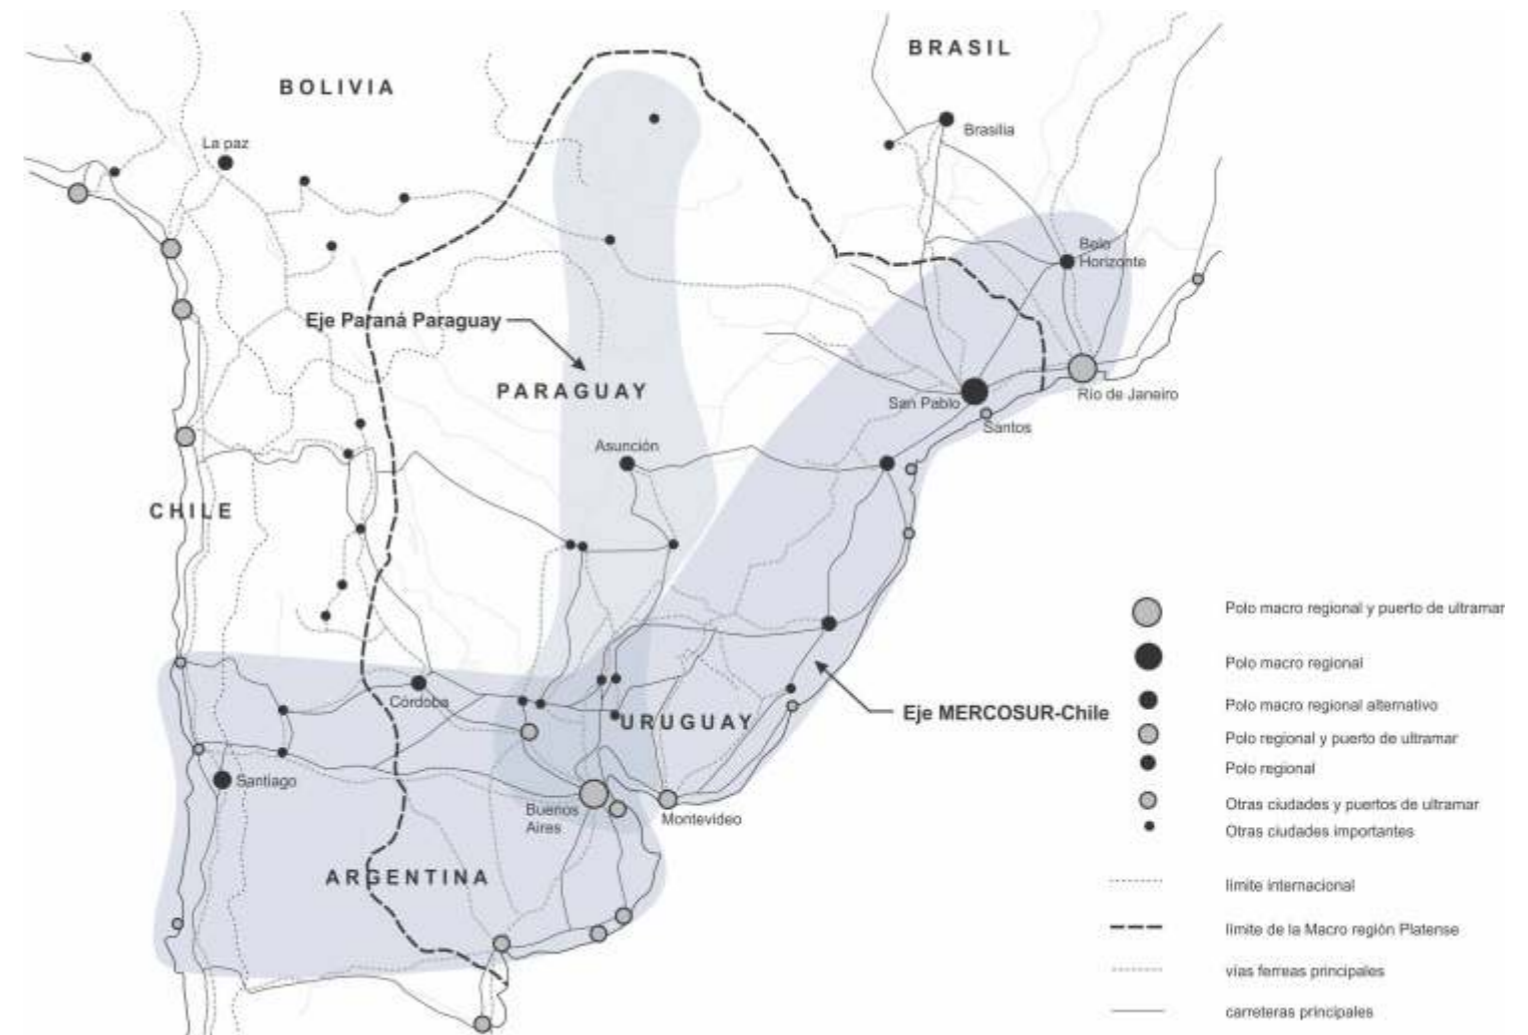 BRASIL
BOLIVIA
Brasilia
La paz
Belo
Horizonte
Eje Paraná Paraguay
PARAGUAY
San Pablo
Río de Janeiro
Santos
Asunción
CHILE
Polo macro regional y puerto de ultramar
Polo macro regional
Córdoba
Polo macro regional alternativo
URUGUAY
Eje MERCOSUR-Chile
Polo regional y puerto de ultramar
Polo regional
Santiago
Buenos
Aires
Montevideo
Otras ciudades y puertos de ultramar
Otras ciudades importantes
ARGENTINA
límite internacional
límite de la Macro región Platense
vías ferreas principales
carreteras principales